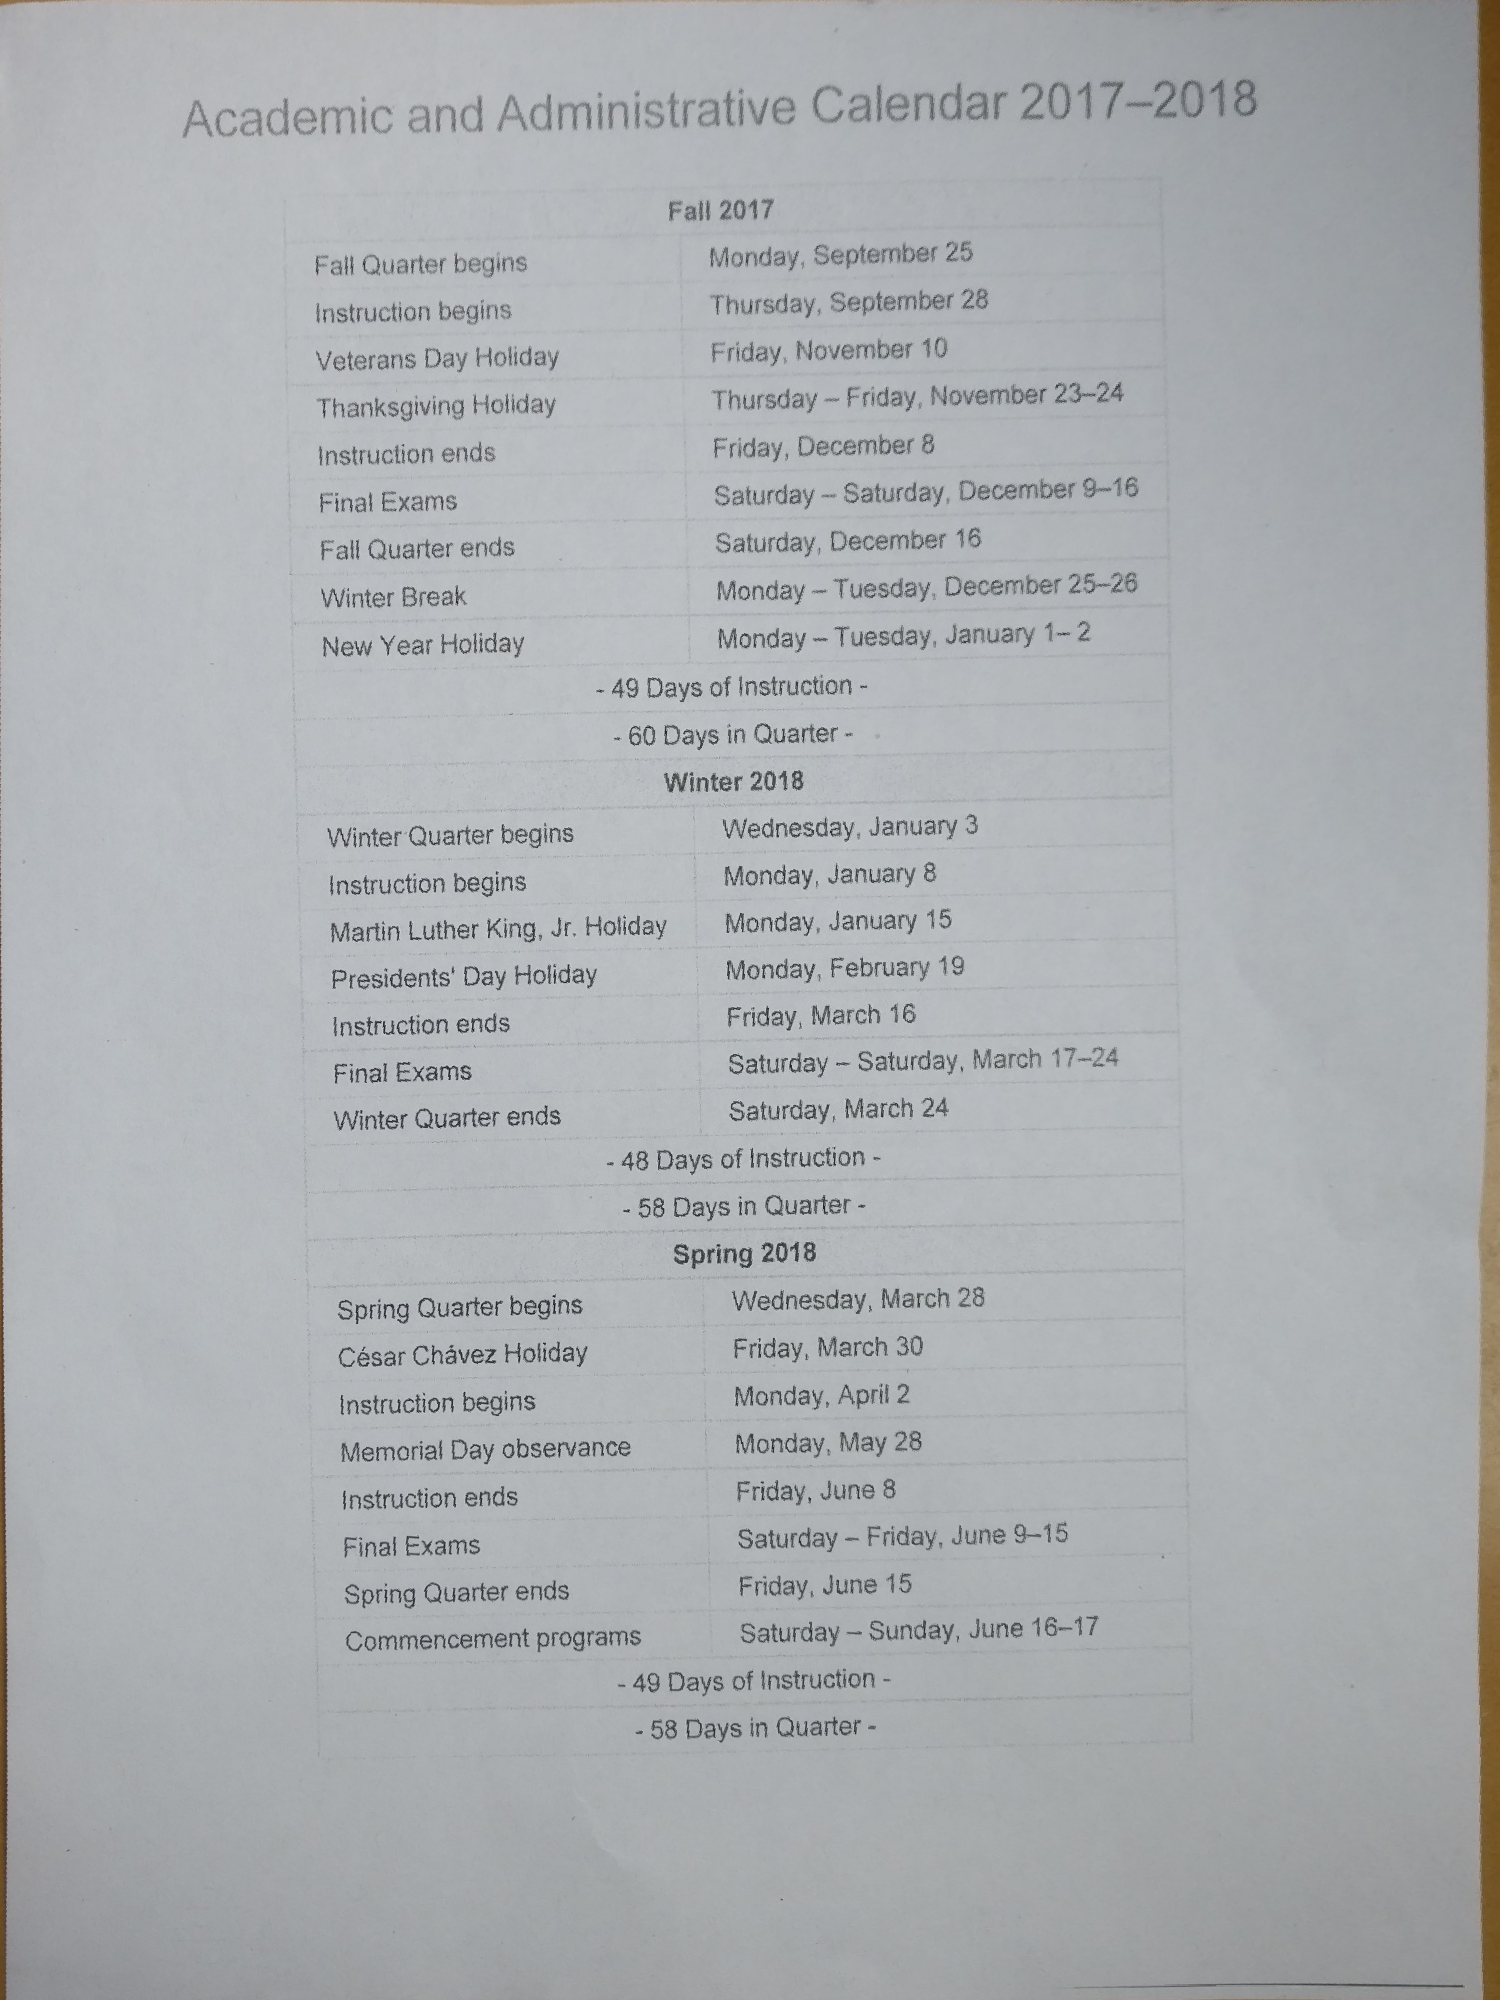 Academic and Administrative Calendar 2017–2018
Fall 2017
Fall Quarter begins Monday, September 25
Instruction begins Thursday, September 28
Veterans Day Holiday Friday, November 10
Thanksgiving Holiday Thursday – Friday, November 23–24
Instruction ends Friday, December 8
Final Exams Saturday – Saturday, December 9–16
Fall Quarter ends Saturday, December 16
Winter Break Monday – Tuesday, December 25–26
New Year Holiday Monday – Tuesday, January 1– 2
- 49 Days of Instruction -
- 60 Days in Quarter -
Winter 2018
Winter Quarter begins Wednesday, January 3
Instruction begins Monday, January 8
Martin Luther King, Jr. Holiday Monday, January 15
Presidents' Day Holiday Monday, February 19
Instruction ends Friday, March 16
Final Exams Saturday – Saturday, March 17–24
Winter Quarter ends Saturday, March 24
- 48 Days of Instruction -
- 58 Days in Quarter -
Spring 2018
Spring Quarter begins Wednesday, March 28
César Chávez Holiday Friday, March 30
Instruction begins Monday, April 2
Memorial Day observance Monday, May 28
Instruction ends Friday, June 8
Final Exams Saturday – Friday, June 9–15
Spring Quarter ends Friday, June 15
Commencement programs Saturday – Sunday, June 16–17
- 49 Days of Instruction -
- 58 Days in Quarter -